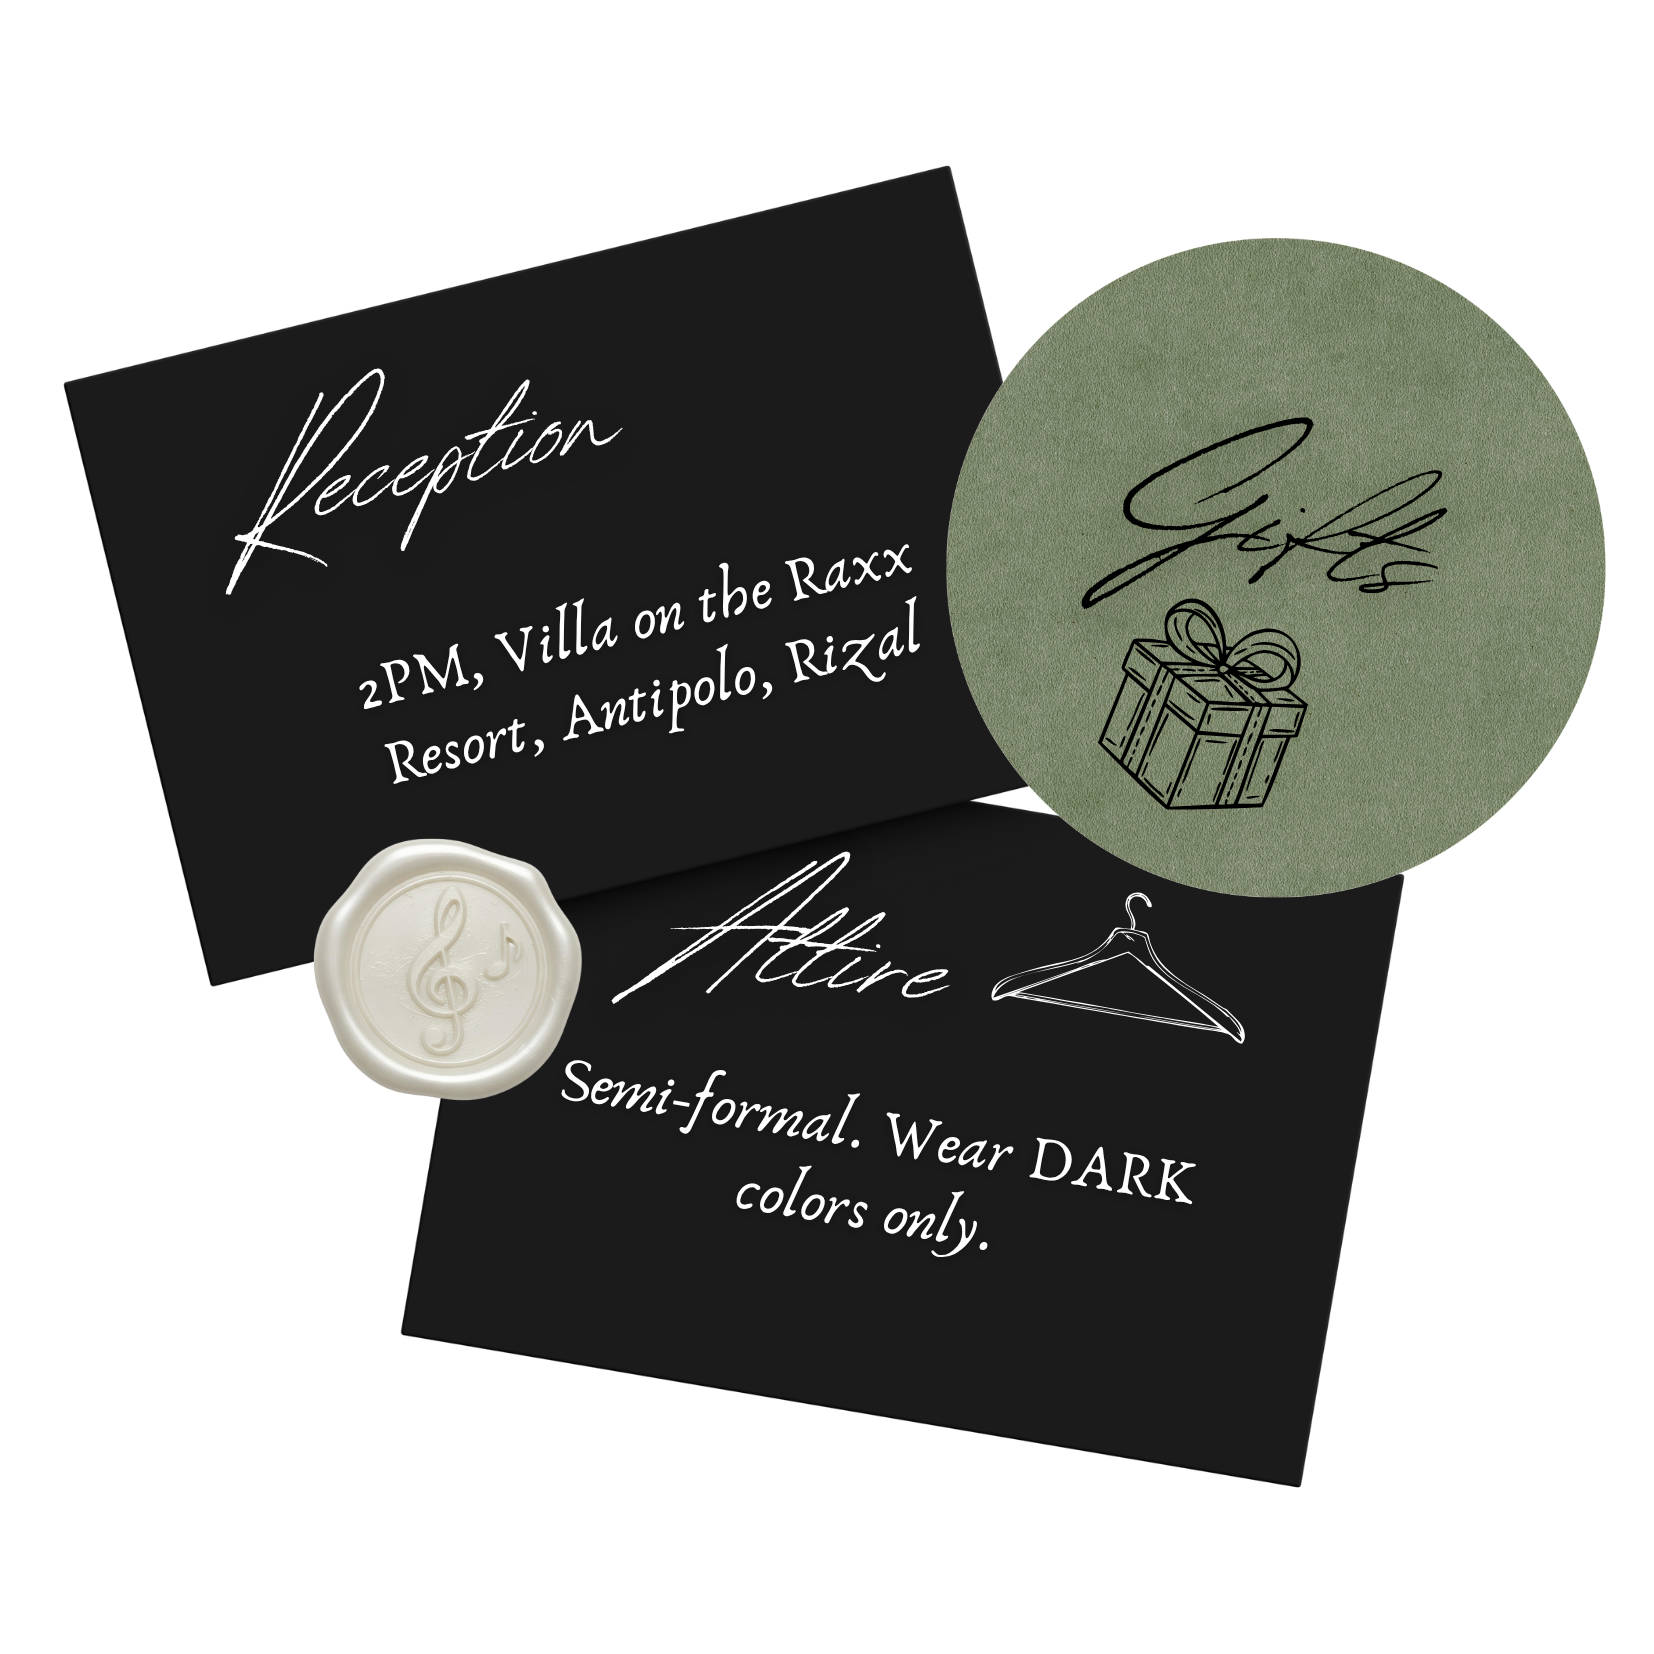 Reception
2PM, Villa on the Raxx
Resort, Antipolo, Rizal
Gifts
Attire
Semi-formal. Wear DARK
colors only.